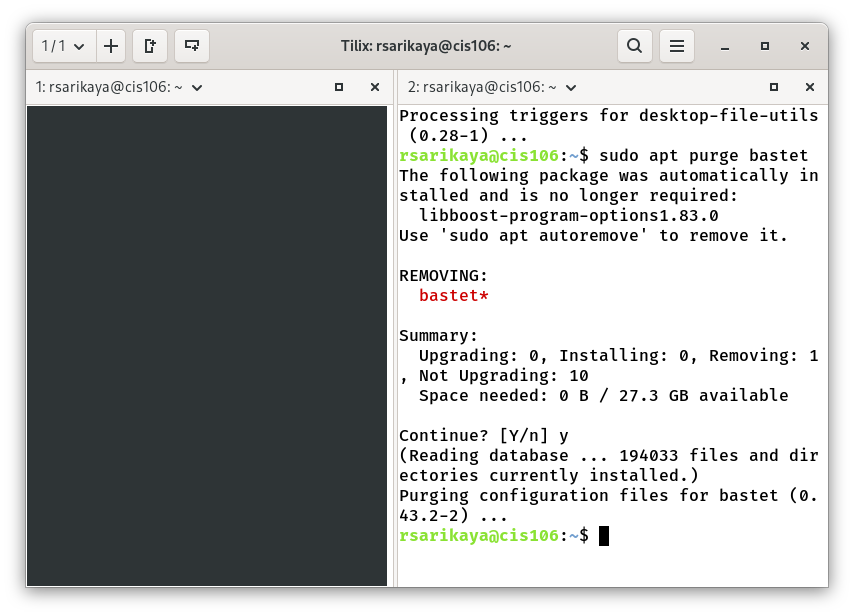 1 / 1
Tilix: rsarikaya@cis106: ~
1: rsarikaya@cis106: ~
2: rsarikaya@cis106: ~
Processing triggers for desktop-file-utils
 (0.28-1) ...
rsarikaya@cis106:~$ sudo apt purge bastet
The following package was automatically in
stalled and is no longer required:
  libboost-program-options1.83.0
Use 'sudo apt autoremove' to remove it.
REMOVING:
  bastet*
Summary:
  Upgrading: 0, Installing: 0, Removing: 1
, Not Upgrading: 10
  Space needed: 0 B / 27.3 GB available
Continue? [Y/n] y
(Reading database ... 194033 files and dir
ectories currently installed.)
Purging configuration files for bastet (0.
43.2-2) ...
rsarikaya@cis106:~$